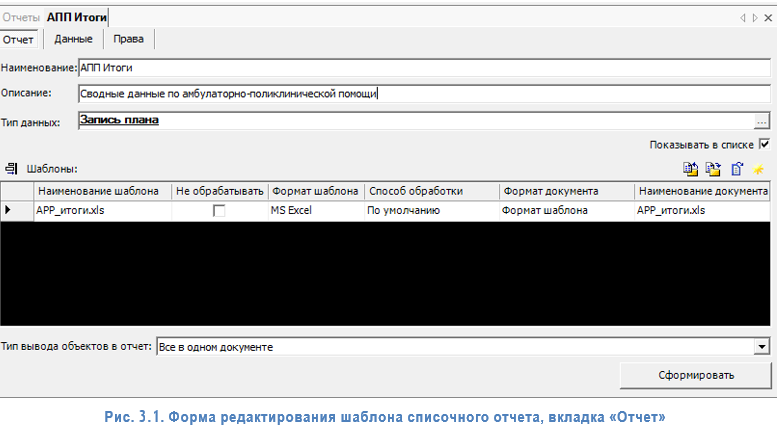 Отчеты АПП Итоги
Отчет Данные Права
Наименование: АПП Итоги
Описание: Сводные данные по амбулаторно-поликлинической помощи
Тип данных: Запись плана ...
Показывать в списке
Шаблоны:
Наименование шаблона Не обрабатывать Формат шаблона Способ обработки Формат документа Наименование документа
APP_итоги.xls MS Excel По умолчанию Формат шаблона APP_итоги.xls
Тип вывода объектов в отчет: Все в одном документе
Сформировать
Рис. 3.1. Форма редактирования шаблона списочного отчета, вкладка «Отчет»